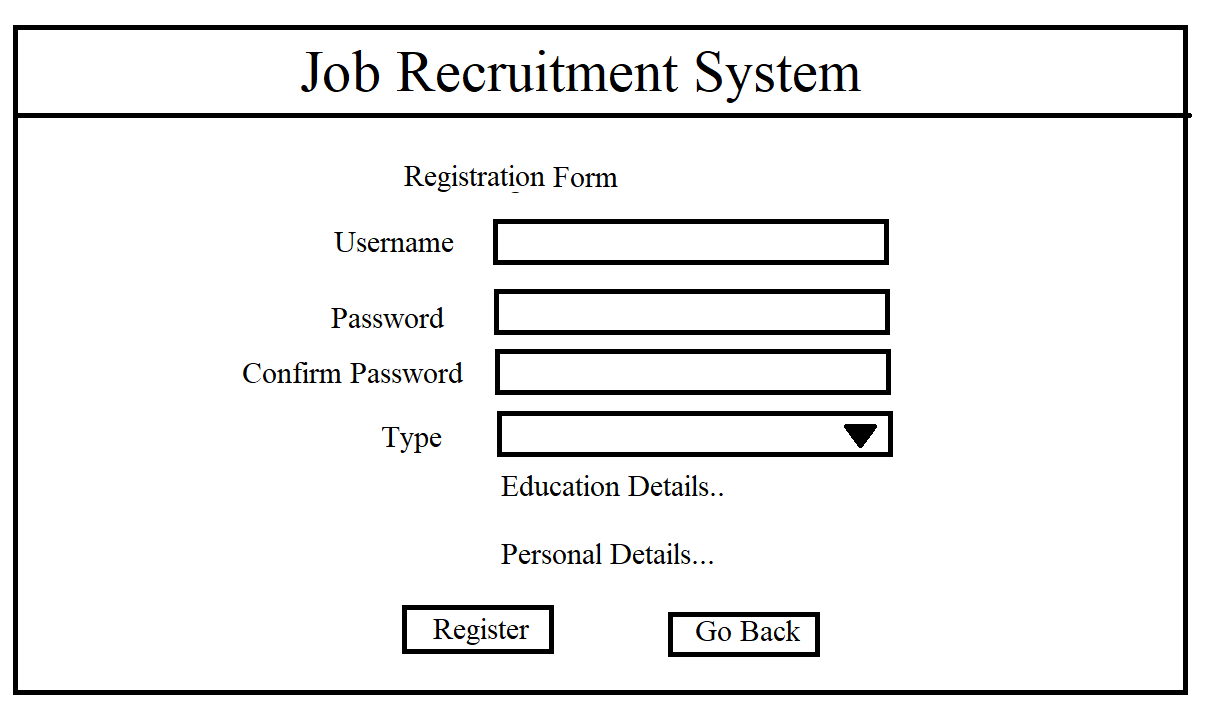 Job Recruitment System
Registration Form
Username
Password
Confirm Password
Type
Education Details..
Personal Details...
Register Go Back